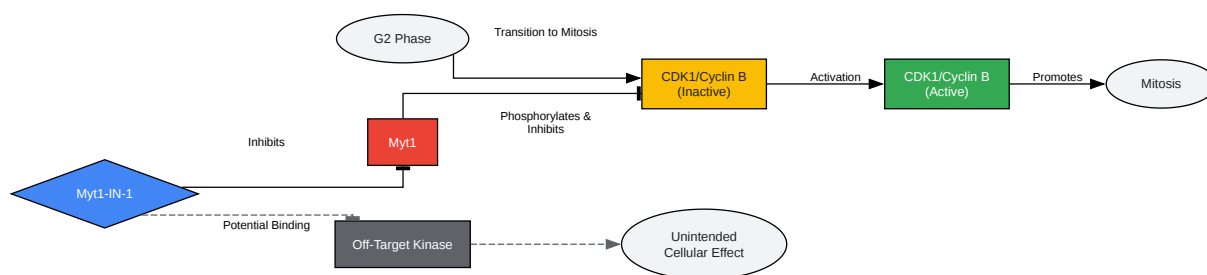 G2 Phase
Transition to Mitosis
CDK1/Cyclin B
(Inactive)
Activation
CDK1/Cyclin B
(Active)
Promotes
Mitosis
Phosphorylates &
Inhibits
Myt1
Inhibits
Myt1-IN-1
Potential Binding
Off-Target Kinase
Unintended
Cellular Effect